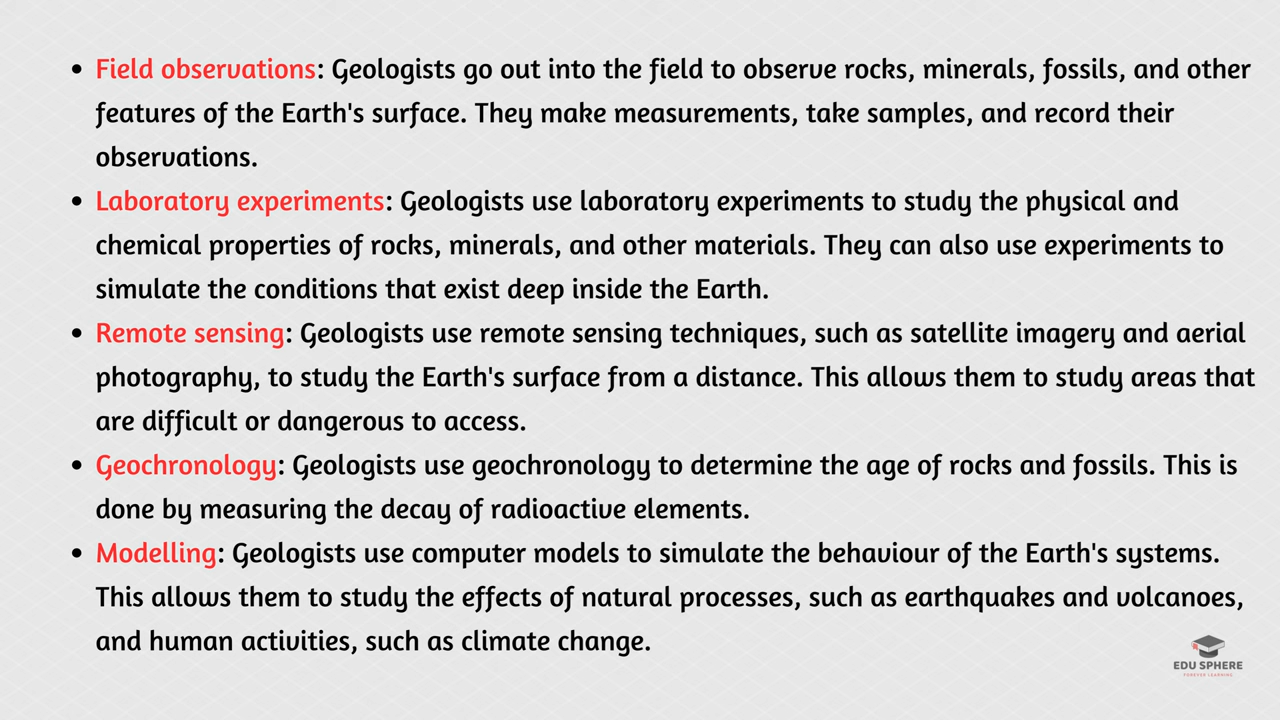 • Field observations: Geologists go out into the field to observe rocks, minerals, fossils, and other
features of the Earth's surface. They make measurements, take samples, and record their
observations.
• Laboratory experiments: Geologists use laboratory experiments to study the physical and
chemical properties of rocks, minerals, and other materials. They can also use experiments to
simulate the conditions that exist deep inside the Earth.
• Remote sensing: Geologists use remote sensing techniques, such as satellite imagery and aerial
photography, to study the Earth's surface from a distance. This allows them to study areas that
are difficult or dangerous to access.
• Geochronology: Geologists use geochronology to determine the age of rocks and fossils. This is
done by measuring the decay of radioactive elements.
• Modelling: Geologists use computer models to simulate the behaviour of the Earth's systems.
This allows them to study the effects of natural processes, such as earthquakes and volcanoes,
and human activities, such as climate change.
EDU SPHERE
FOREVER LEARNING